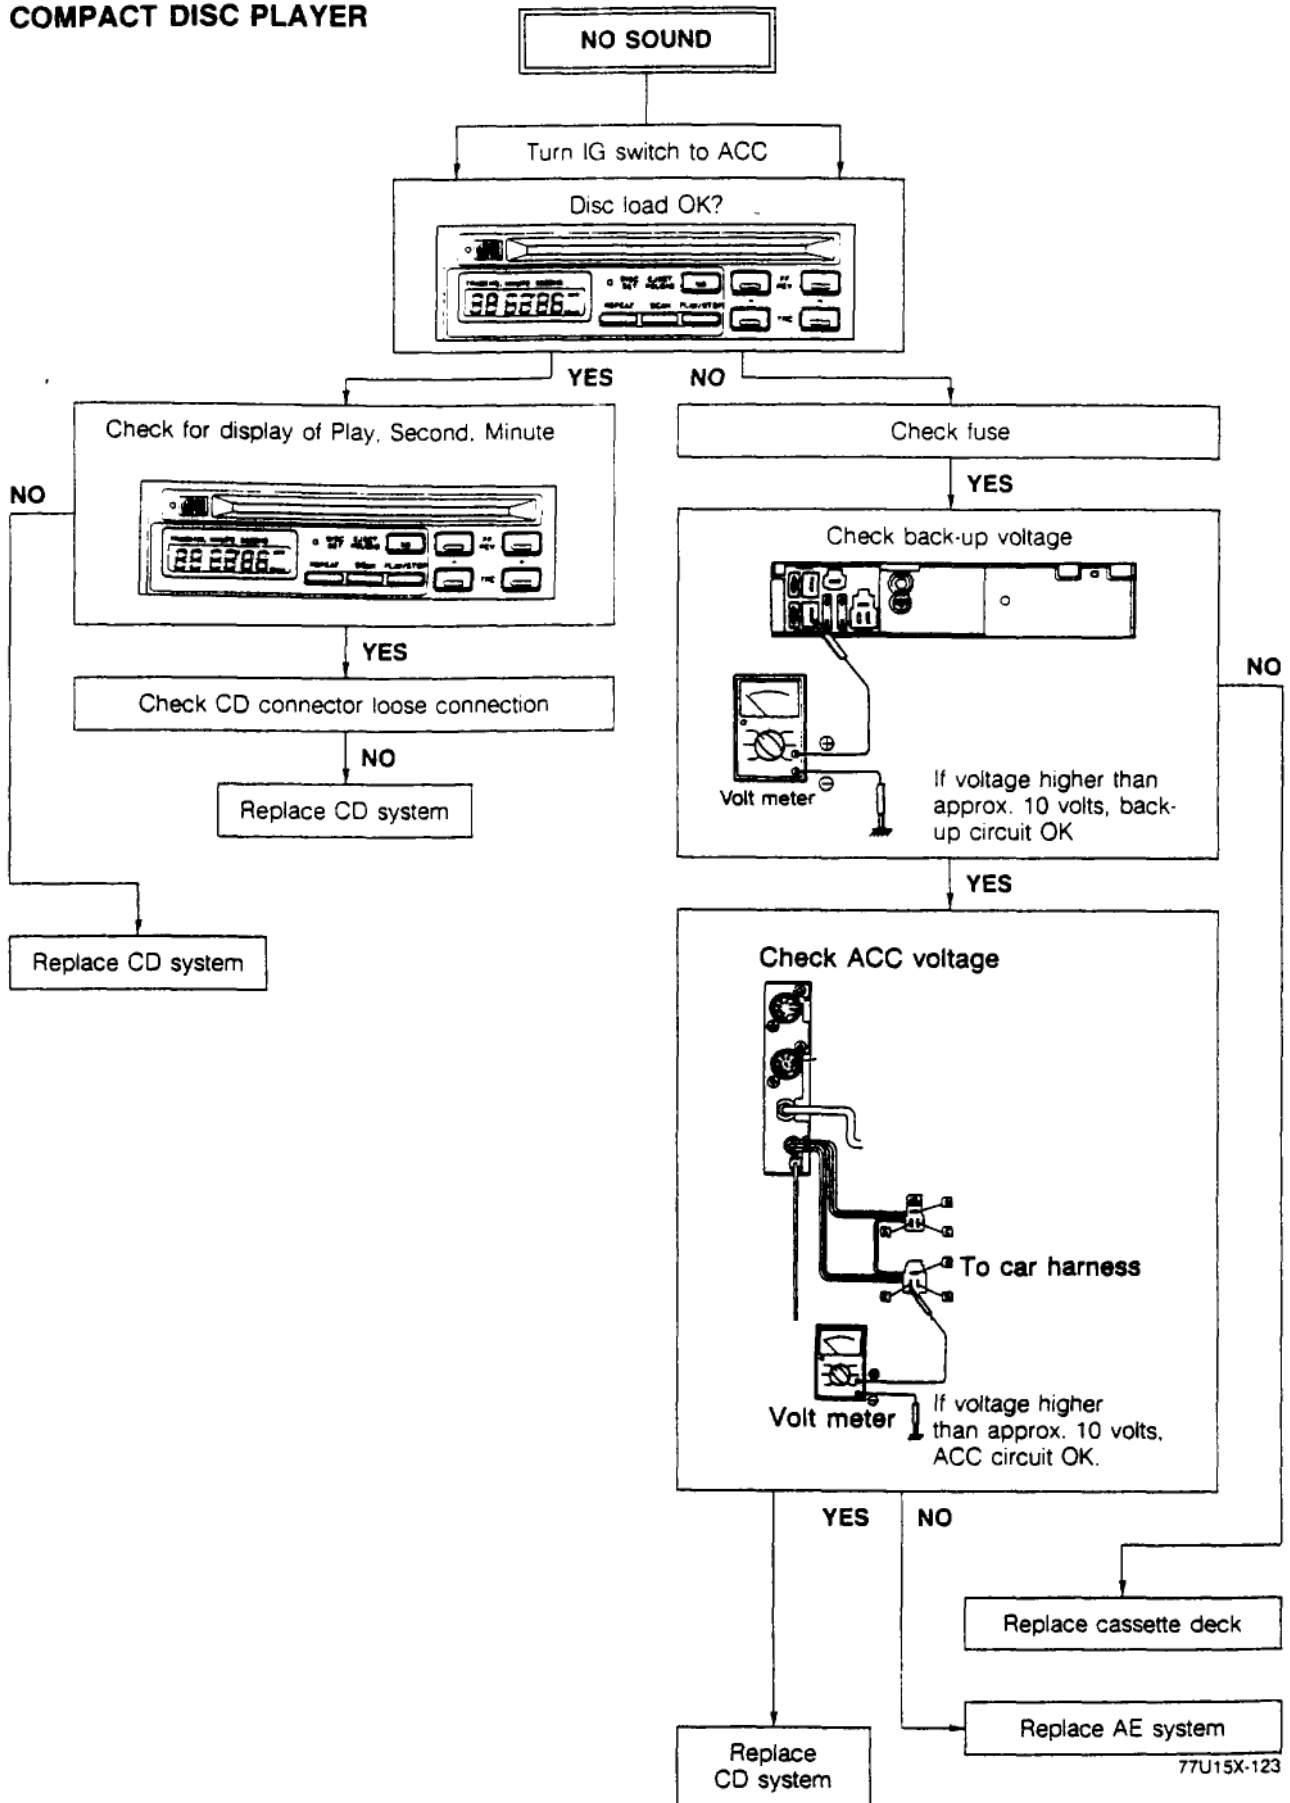 COMPACT DISC PLAYER
NO SOUND
Turn IG switch to ACC
Disc load OK?
REPEAT SCAN PLAY/STOP
YES NO
Check for display of Play, Second, Minute
NO
YES
Check CD connector loose connection
NO
Replace CD system
Replace CD system
Check fuse
YES
Check back-up voltage
NO
Volt meter
If voltage higher than
approx. 10 volts, back-
up circuit OK
YES
Check ACC voltage
To car harness
Volt meter
If voltage higher
than approx. 10 volts,
ACC circuit OK.
YES NO
Replace cassette deck
Replace AE system
Replace
CD system
77U15X-123